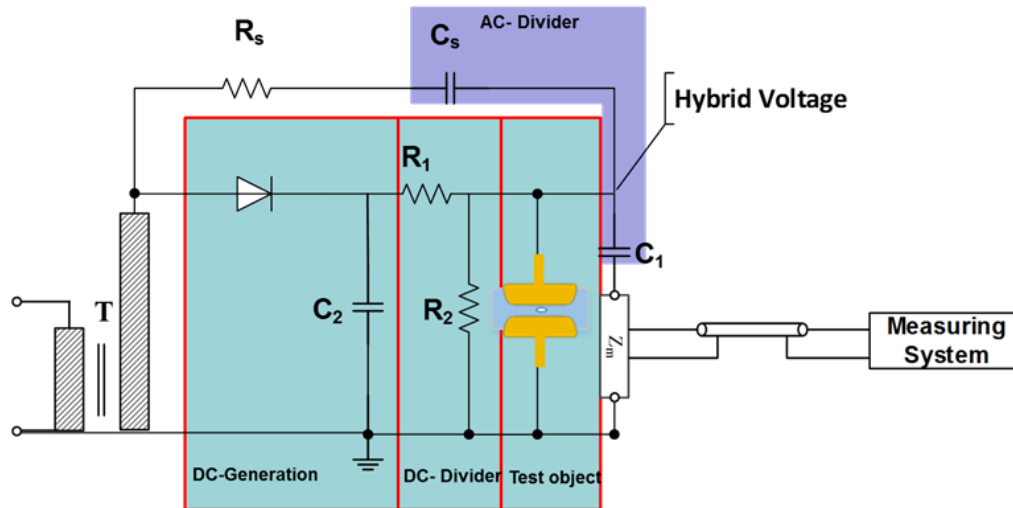 AC- Divider
Rs
Cs
Hybrid Voltage
R1
C1
T
C2
R2
Zm
Measuring
System
DC-Generation
DC- Divider
Test object